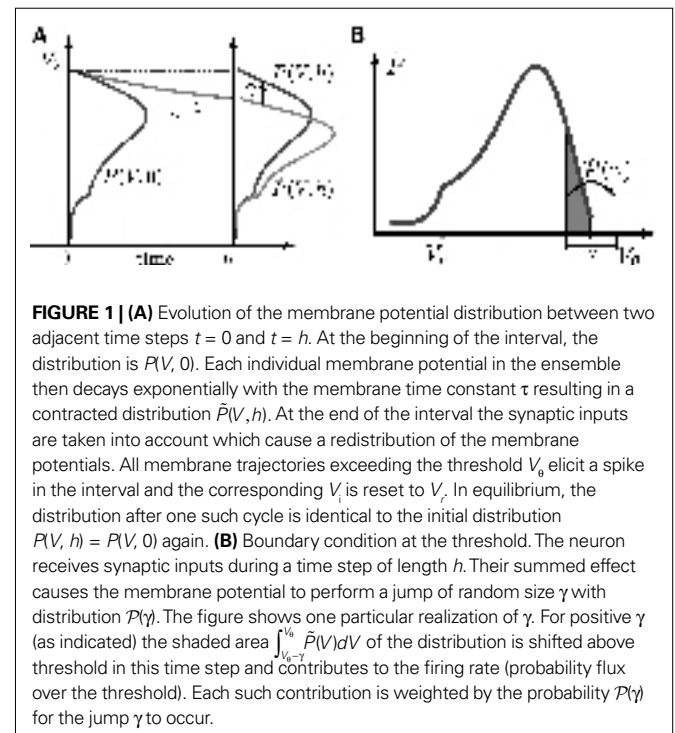 A
B
time
FIGURE 1 | (A) Evolution of the membrane potential distribution between two
adjacent time steps t = 0 and t = h. At the beginning of the interval, the
distribution is P(V, 0). Each individual membrane potential in the ensemble
then decays exponentially with the membrane time constant τ resulting in a
contracted distribution P̃(V,h). At the end of the interval the synaptic inputs
are taken into account which cause a redistribution of the membrane
potentials. All membrane trajectories exceeding the threshold Vθ elicit a spike
in the interval and the corresponding Vi is reset to Vr. In equilibrium, the
distribution after one such cycle is identical to the initial distribution
P(V, h) = P(V, 0) again. (B) Boundary condition at the threshold. The neuron
receives synaptic inputs during a time step of length h. Their summed effect
causes the membrane potential to perform a jump of random size γ with
distribution 𝒫(γ). The figure shows one particular realization of γ. For positive γ
(as indicated) the shaded area ∫_{Vθ−γ}^{Vθ} P̃(V)dV of the distribution is shifted above
threshold in this time step and contributes to the firing rate (probability flux
over the threshold). Each such contribution is weighted by the probability 𝒫(γ)
for the jump γ to occur.